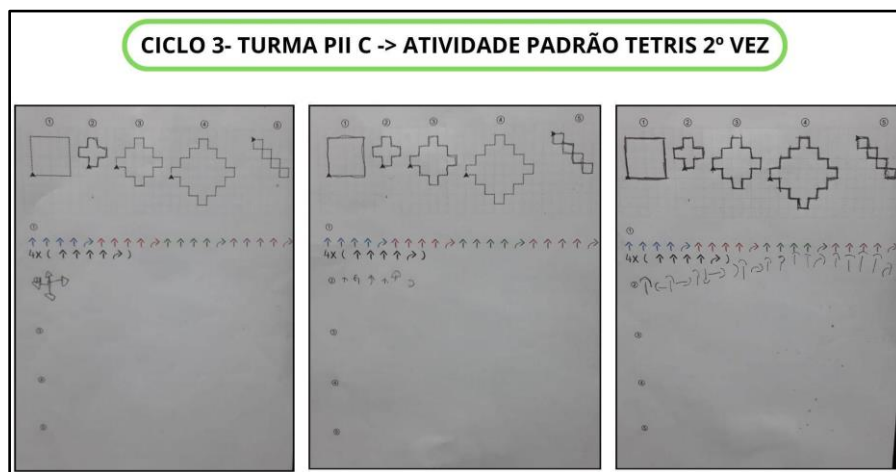 CICLO 3- TURMA PII C -> ATIVIDADE PADRÃO TETRIS 2º VEZ
① ② ③ ④ ⑤
①
↑ ↑ ↑ ↑ ↱ ↑ ↑ ↑ ↑ ↱ ↑ ↑ ↑ ↑ ↱ ↑ ↑ ↑ ↑ ↱
4X ( ↑ ↑ ↑ ↑ ↱ )
③
④
⑤
① ② ③ ④ ⑤
①
↑ ↑ ↑ ↑ ↱ ↑ ↑ ↑ ↑ ↱ ↑ ↑ ↑ ↑ ↱ ↑ ↑ ↑ ↑ ↱
4X ( ↑ ↑ ↑ ↑ ↱ )
②
③
④
⑤
① ② ③ ④ ⑤
①
↑ ↑ ↑ ↑ ↱ ↑ ↑ ↑ ↑ ↱ ↑ ↑ ↑ ↑ ↱ ↑ ↑ ↑ ↑ ↱
4X ( ↑ ↑ ↑ ↑ ↱ )
②
③
④
⑤